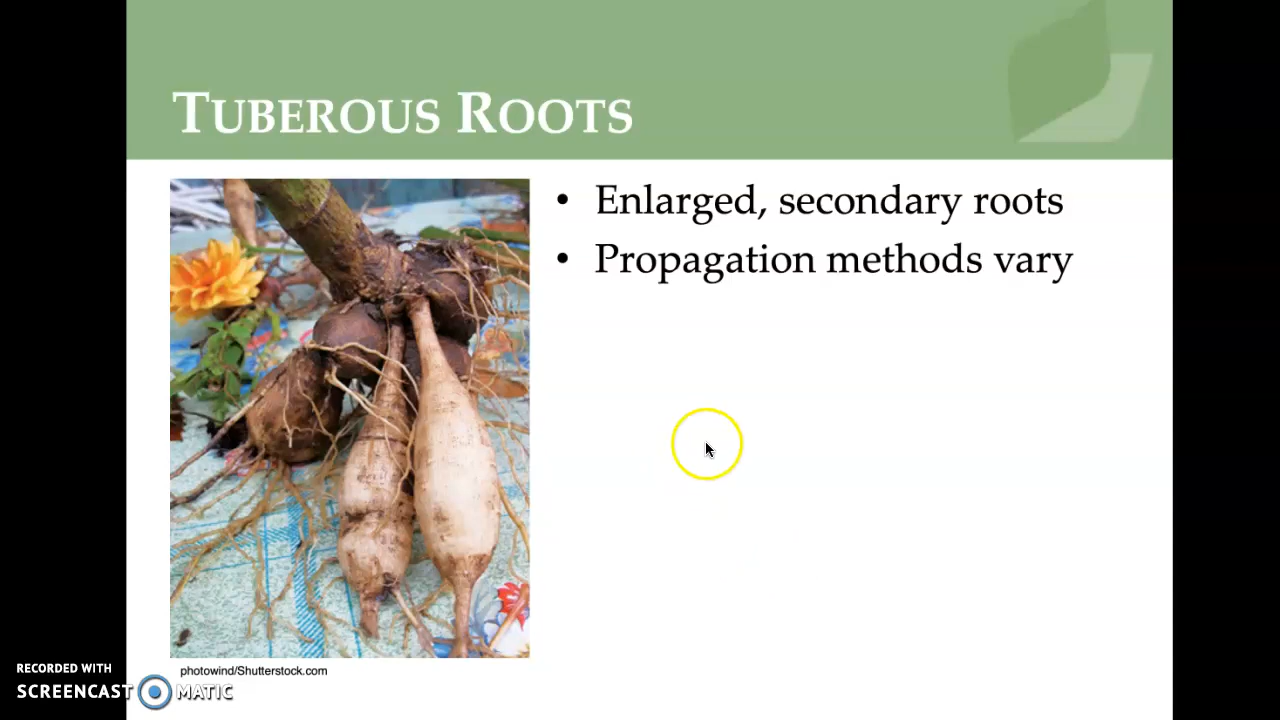 TUBEROUS ROOTS
• Enlarged, secondary roots
• Propagation methods vary
photowind/Shutterstock.com
RECORDED WITH
SCREENCAST MATIC